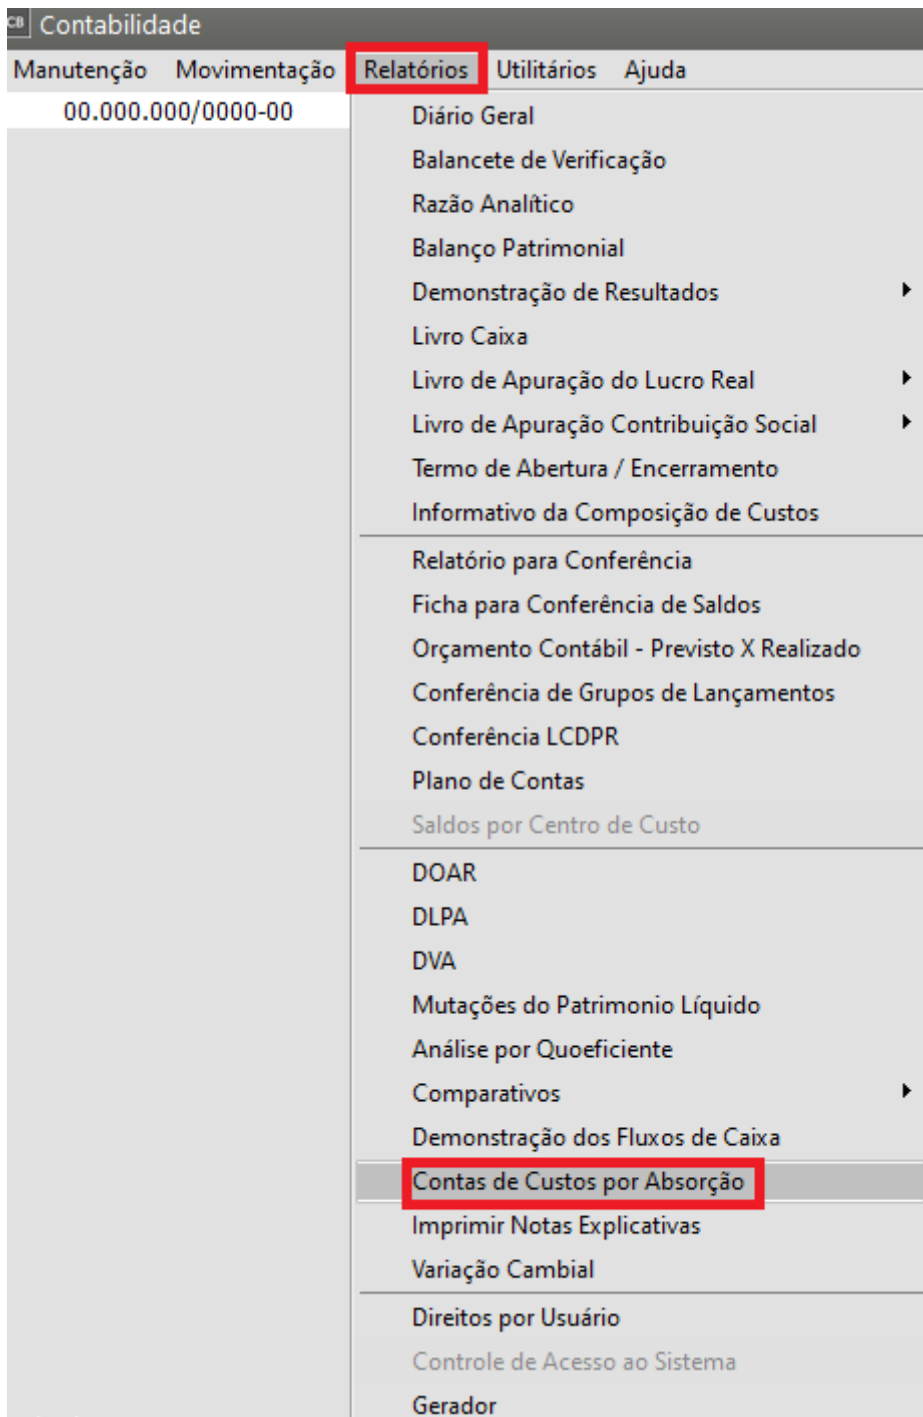 CB Contabilidade
Manutenção Movimentação Relatórios Utilitários Ajuda
00.000.000/0000-00
Diário Geral
Balancete de Verificação
Razão Analítico
Balanço Patrimonial
Demonstração de Resultados
Livro Caixa
Livro de Apuração do Lucro Real
Livro de Apuração Contribuição Social
Termo de Abertura / Encerramento
Informativo da Composição de Custos
Relatório para Conferência
Ficha para Conferência de Saldos
Orçamento Contábil - Previsto X Realizado
Conferência de Grupos de Lançamentos
Conferência LCDPR
Plano de Contas
Saldos por Centro de Custo
DOAR
DLPA
DVA
Mutações do Patrimonio Líquido
Análise por Quoeficiente
Comparativos
Demonstração dos Fluxos de Caixa
Contas de Custos por Absorção
Imprimir Notas Explicativas
Variação Cambial
Direitos por Usuário
Controle de Acesso ao Sistema
Gerador